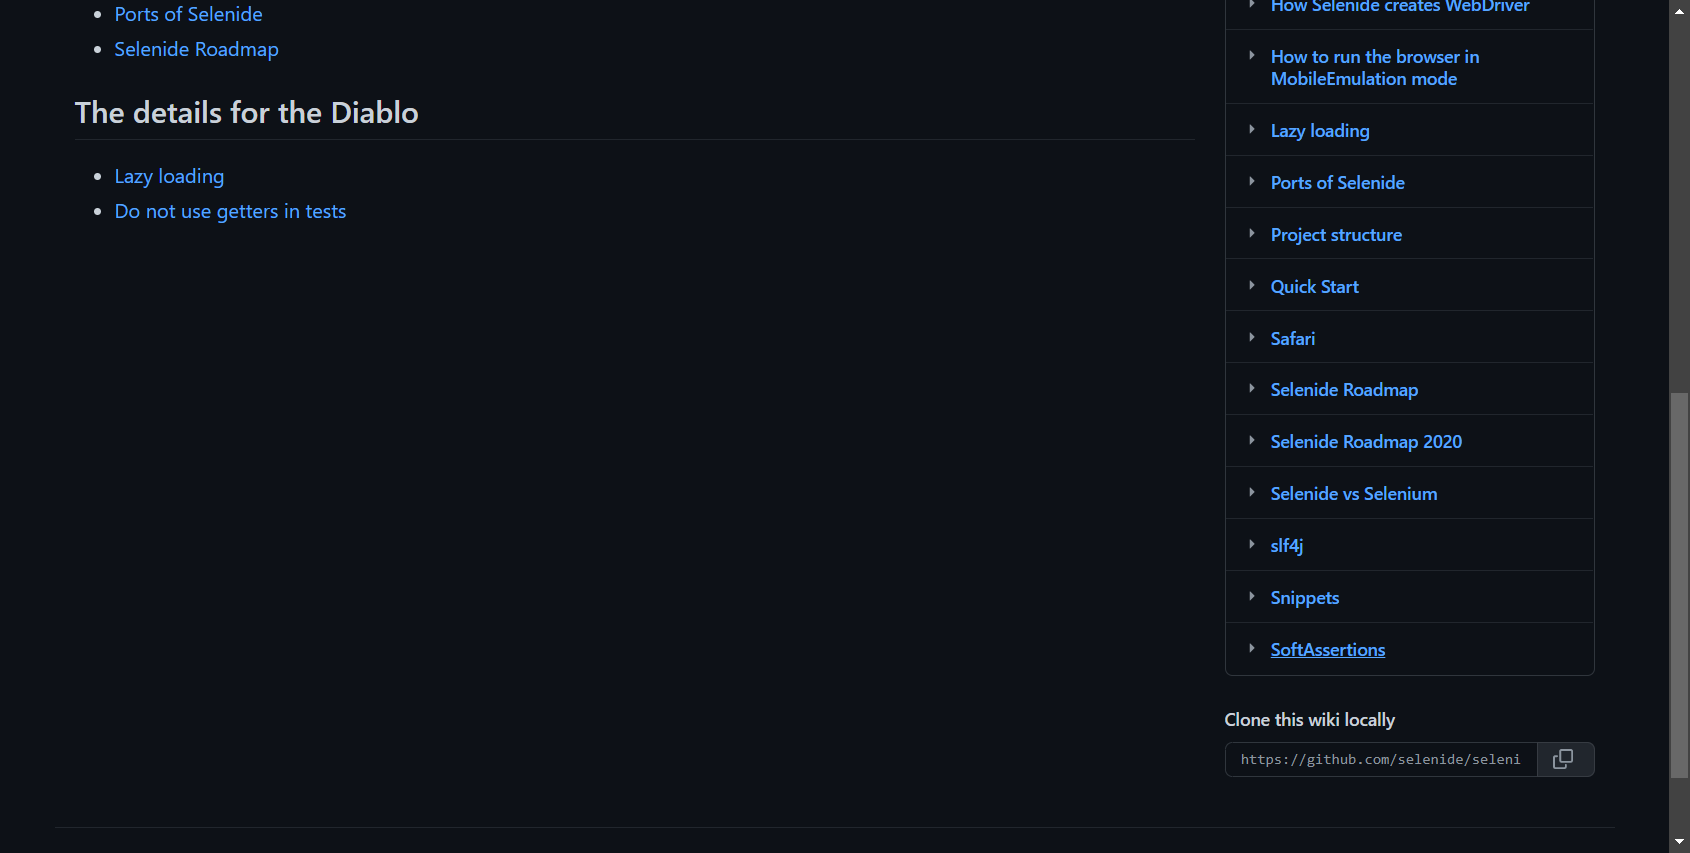 Ports of Selenide
Selenide Roadmap
The details for the Diablo
Lazy loading
Do not use getters in tests
How Selenide creates WebDriver
How to run the browser in
MobileEmulation mode
Lazy loading
Ports of Selenide
Project structure
Quick Start
Safari
Selenide Roadmap
Selenide Roadmap 2020
Selenide vs Selenium
slf4j
Snippets
SoftAssertions
Clone this wiki locally
https://github.com/selenide/seleni